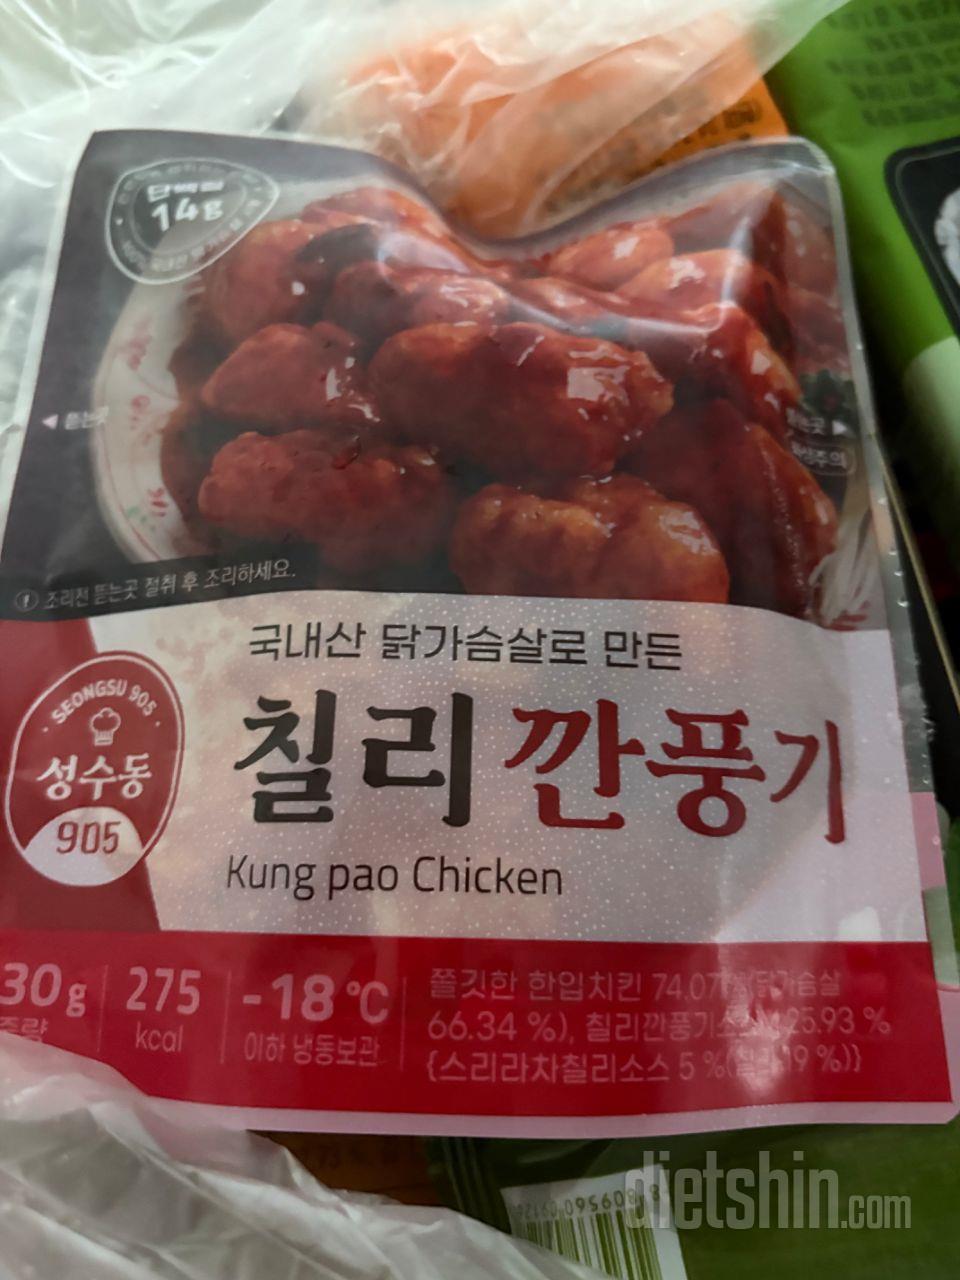 단백질
14g
뜯는곳
조리전 뜯는곳 절취 후 조리하세요.
국내산 닭가슴살로 만든
칠리깐풍기
Kung pao Chicken
SEONGSU 905
성수동
905
30g
275
kcal
-18℃
이하 냉동보관
쫄깃한 한입치킨
66.34 %), 칠리깐풍기소스 25.93 %
{스리라차칠리소스 5 %
dietshin.com